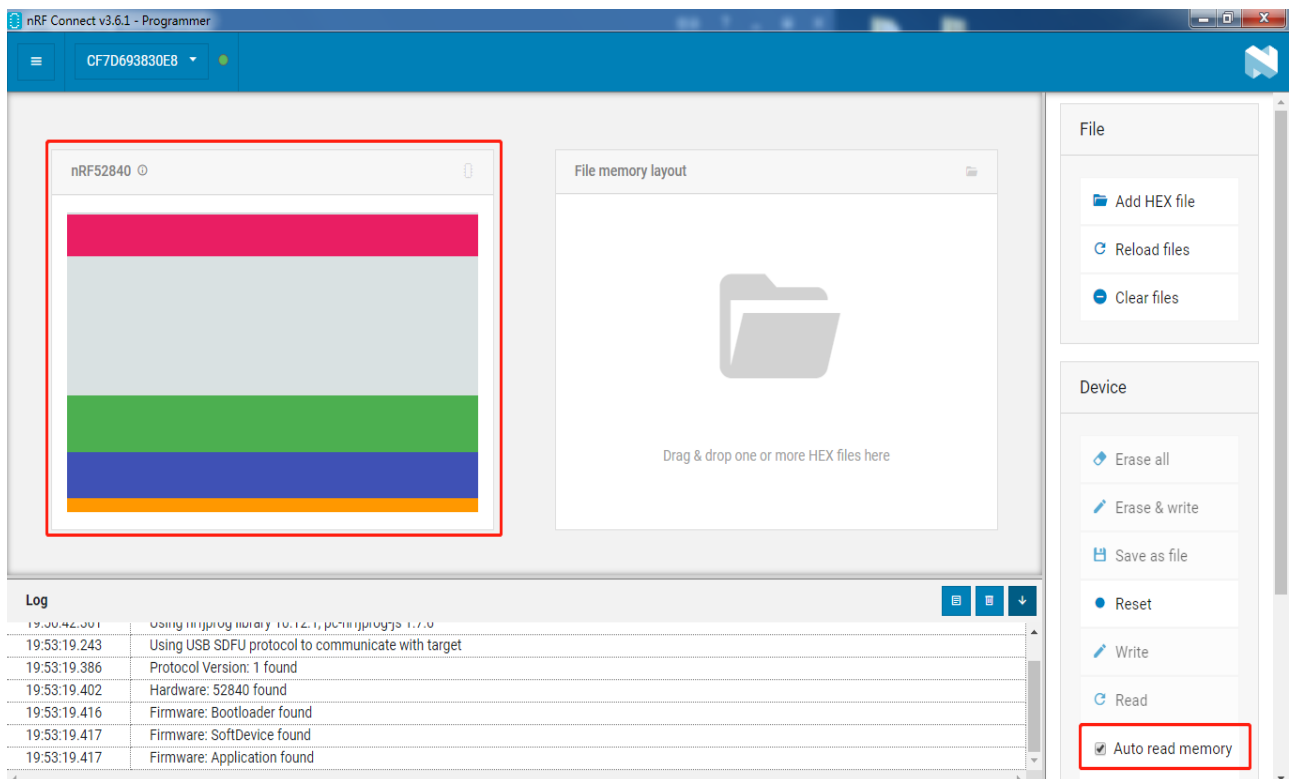 nRF Connect v3.6.1 - Programmer
CF7D693830E8
nRF52840
File memory layout
Drag & drop one or more HEX files here
File
Add HEX file
Reload files
Clear files
Device
Erase all
Erase & write
Save as file
Reset
Write
Read
Auto read memory
Log
19:53:19.243 Using USB SDFU protocol to communicate with target
19:53:19.386 Protocol Version: 1 found
19:53:19.402 Hardware: 52840 found
19:53:19.416 Firmware: Bootloader found
19:53:19.417 Firmware: SoftDevice found
19:53:19.417 Firmware: Application found